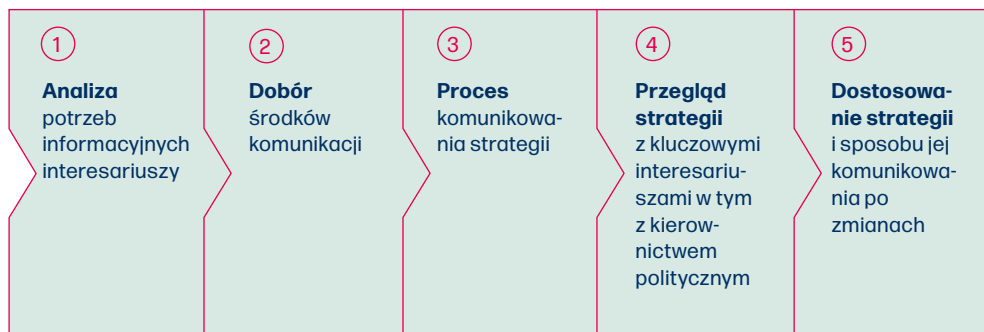 1
Analiza
potrzeb
informacyjnych
interesariuszy
2
Dobór
środków
komunikacji
3
Proces
komunikowa-
nia strategii
4
Przegląd
strategii
z kluczowymi
interesariu-
szami w tym
z kierow-
nictwem
politycznym
5
Dostosowa-
nie strategii
i sposobu jej
komunikowa-
nia po
zmianach